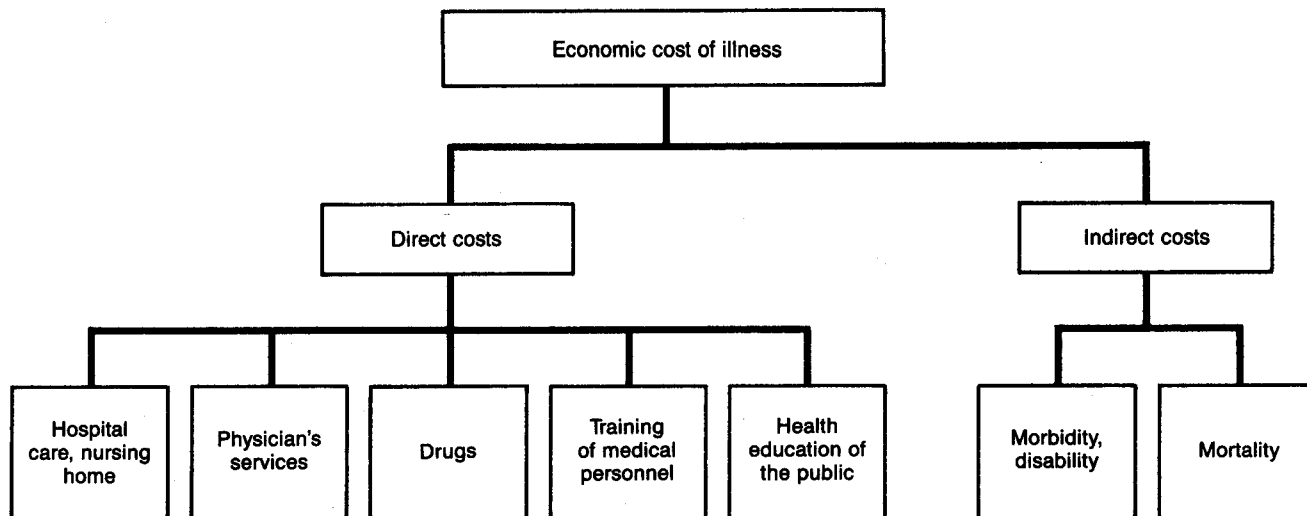 Economic cost of illness
Direct costs
Indirect costs
Hospital
care, nursing
home
Physician's
services
Drugs
Training
of medical
personnel
Health
education of
the public
Morbidity,
disability
Mortality